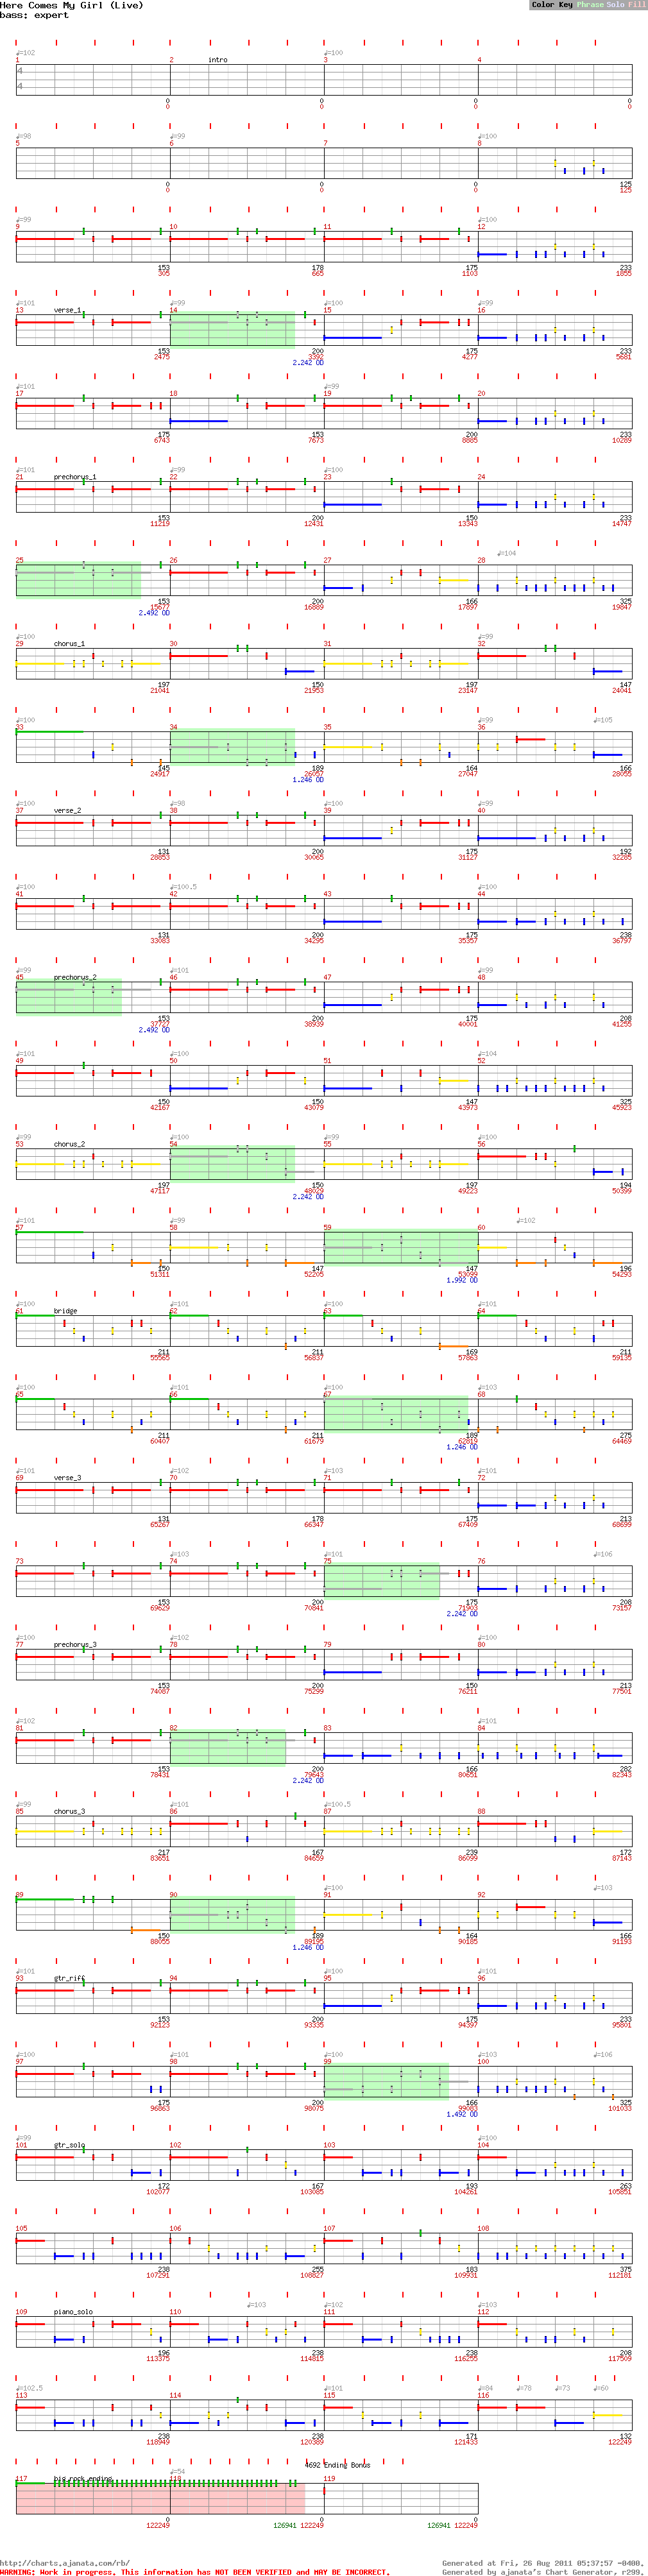 Here Comes My Girl (Live)
bass: expert
Color Key Phrase Solo Fill
♩=102 ♩=100
1 2 intro 3 4
0 0 0 0
0 0 0 0
♩=98 ♩=99 ♩=100
5 6 7 8
0 0 0 125
0 0 0 125
♩=99 ♩=100
9 10 11 12
153 178 175 233
305 665 1103 1855
♩=101 ♩=99 ♩=100 ♩=99
13 verse_1 14 15 16
153 200 175 233
2475 3392 4277 5681
2.242 OD
♩=101 ♩=99
17 18 19 20
175 153 200 233
6743 7673 8885 10289
♩=101 ♩=99 ♩=100
21 prechorus_1 22 23 24
153 200 150 233
11219 12431 13343 14747
♩=104
25 26 27 28
153 200 166 325
15677 16889 17897 19847
2.492 OD
♩=100 ♩=99
29 chorus_1 30 31 32
197 150 197 147
21041 21953 23147 24041
♩=100 ♩=99 ♩=105
33 34 35 36
145 189 164 166
24917 26057 27047 28055
1.246 OD
♩=100 ♩=98 ♩=100 ♩=99
37 verse_2 38 39 40
131 200 175 192
28853 30065 31127 32285
♩=100 ♩=100.5 ♩=100
41 42 43 44
131 200 175 238
33083 34295 35357 36797
♩=99 ♩=101 ♩=99
45 prechorus_2 46 47 48
153 200 175 208
37727 38939 40001 41255
2.492 OD
♩=101 ♩=100 ♩=104
49 50 51 52
150 150 147 325
42167 43079 43973 45923
♩=99 ♩=100 ♩=99 ♩=100
53 chorus_2 54 55 56
197 150 197 194
47117 48029 49223 50399
2.242 OD
♩=101 ♩=99 ♩=102
57 58 59 60
150 147 147 196
51311 52205 53099 54293
1.992 OD
♩=100 ♩=101 ♩=100 ♩=101
61 bridge 62 63 64
211 211 169 211
55565 56837 57863 59135
♩=100 ♩=101 ♩=100 ♩=103
65 66 67 68
211 211 189 275
60407 61679 62819 64469
1.246 OD
♩=101 ♩=102 ♩=103 ♩=101
69 verse_3 70 71 72
131 178 175 213
65267 66347 67409 68699
♩=103 ♩=101 ♩=106
73 74 75 76
153 200 175 208
69629 70841 71903 73157
2.242 OD
♩=100 ♩=102 ♩=100
77 prechorus_3 78 79 80
153 200 150 213
74087 75299 76211 77501
♩=102 ♩=101
81 82 83 84
153 200 166 282
78431 79643 80651 82343
2.242 OD
♩=99 ♩=101 ♩=100.5
85 chorus_3 86 87 88
217 167 239 172
83651 84659 86099 87143
♩=100 ♩=103
89 90 91 92
150 189 164 166
88055 89195 90185 91193
1.246 OD
♩=101 ♩=100 ♩=101
93 gtr_riff 94 95 96
153 200 175 233
92123 93335 94397 95801
♩=100 ♩=101 ♩=100 ♩=103 ♩=106
97 98 99 100
175 200 166 325
96863 98075 99083 101033
1.492 OD
♩=99 ♩=100
101 gtr_solo 102 103 104
172 167 193 263
102077 103085 104261 105851
105 106 107 108
238 255 183 375
107291 108827 109931 112181
♩=103 ♩=102 ♩=103
109 piano_solo 110 111 112
196 238 238 208
113375 114815 116255 117509
♩=102.5 ♩=101 ♩=84 ♩=78 ♩=73 ♩=60
113 114 115 116
238 238 171 132
118949 120389 121433 122249
4692 Ending Bonus
♩=54
117 big_rock_ending 118 119
0 0 0
122249 126941 122249 126941 122249
http://charts.ajanata.com/rb/
WARNING: Work in progress. This information has NOT BEEN VERIFIED and MAY BE INCORRECT.
Generated at Fri, 26 Aug 2011 05:37:57 -0400.
Generated by ajanata's Chart Generator, r299.